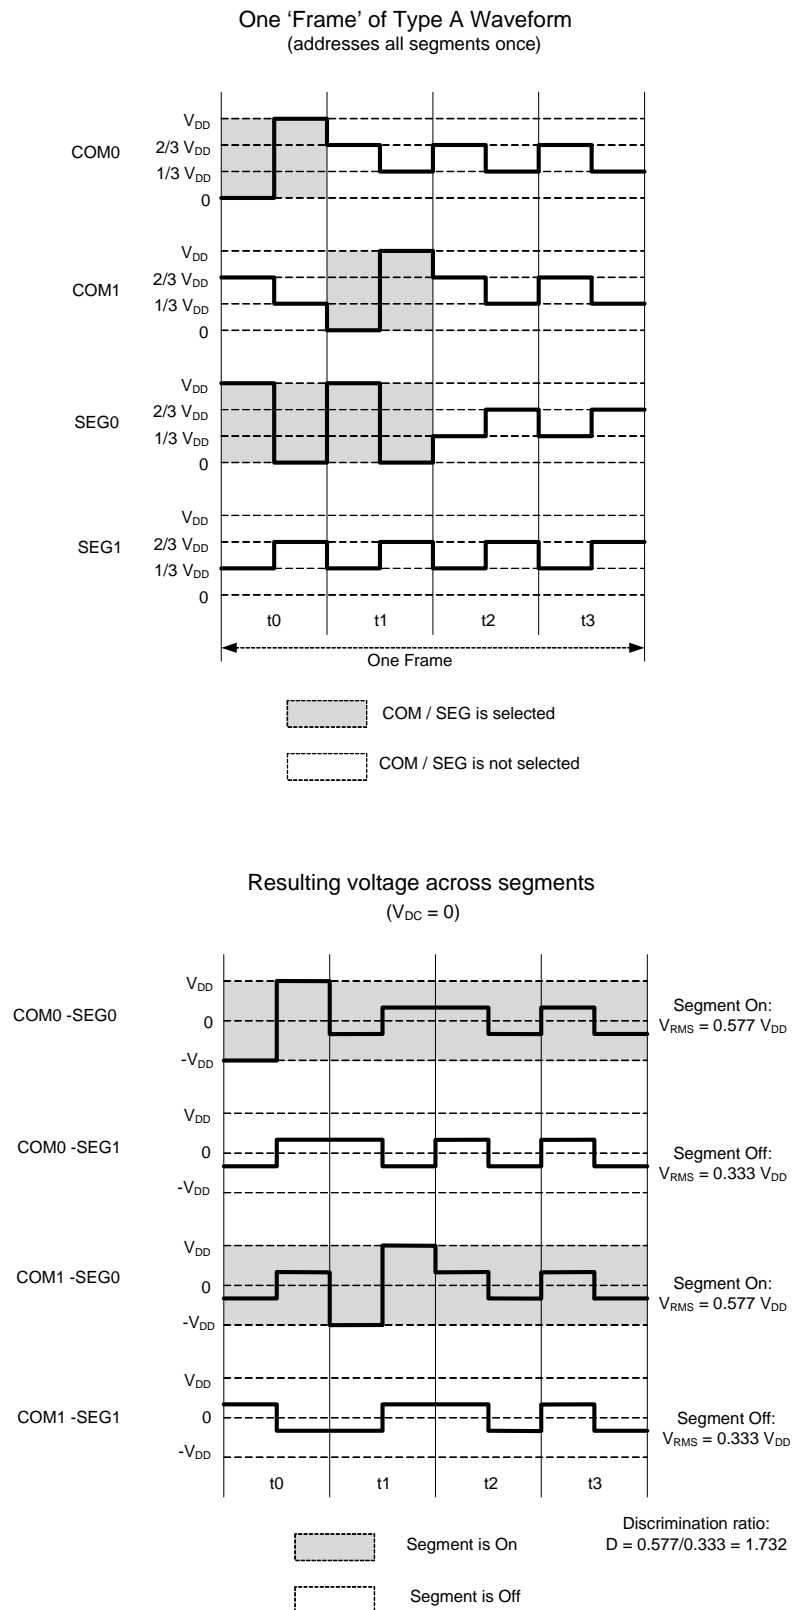 One ‘Frame’ of Type A Waveform
(addresses all segments once)
COM0
VDD
2/3 VDD
1/3 VDD
0
COM1
VDD
2/3 VDD
1/3 VDD
0
SEG0
VDD
2/3 VDD
1/3 VDD
0
SEG1
VDD
2/3 VDD
1/3 VDD
0
t0 t1 t2 t3
One Frame
COM / SEG is selected
COM / SEG is not selected
Resulting voltage across segments
(VDC = 0)
COM0 -SEG0
VDD
0
-VDD
Segment On:
VRMS = 0.577 VDD
COM0 -SEG1
VDD
0
-VDD
Segment Off:
VRMS = 0.333 VDD
COM1 -SEG0
VDD
0
-VDD
Segment On:
VRMS = 0.577 VDD
COM1 -SEG1
VDD
0
-VDD
Segment Off:
VRMS = 0.333 VDD
t0 t1 t2 t3
Segment is On
Segment is Off
Discrimination ratio:
D = 0.577/0.333 = 1.732